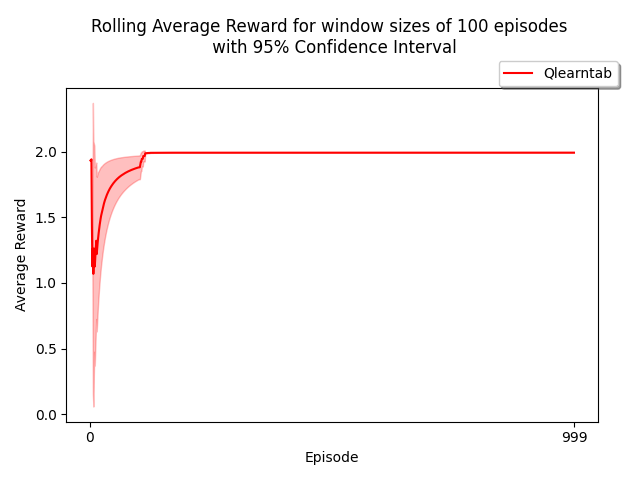 Rolling Average Reward for window sizes of 100 episodes
with 95% Confidence Interval
Qlearntab
2.0
1.5
1.0
0.5
0.0
Average Reward
0
999
Episode